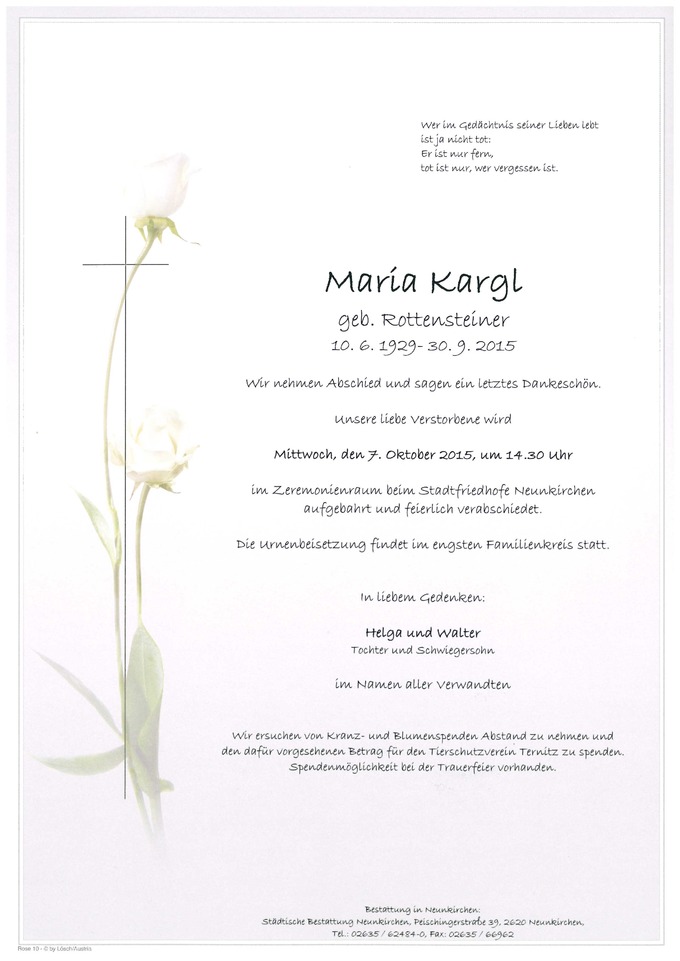 Wer im Gedächtnis seiner Lieben lebt
ist ja nicht tot:
Er ist nur fern,
tot ist nur, wer vergessen ist.
Maria Kargl
geb. Rottensteiner
10. 6. 1929- 30. 9. 2015
Wir nehmen Abschied und sagen ein letztes Dankeschön.
Unsere liebe Verstorbene wird
Mittwoch, den 7. Oktober 2015, um 14.30 Uhr
im Zeremonienraum beim Stadtfriedhofe Neunkirchen
aufgebahrt und feierlich verabschiedet.
Die Urnenbeisetzung findet im engsten Familienkreis statt.
In liebem Gedenken:
Helga und Walter
Tochter und Schwiegersohn
im Namen aller Verwandten
Wir ersuchen von Kranz- und Blumenspenden Abstand zu nehmen und
den dafür vorgesehenen Betrag für den Tierschutzverein Ternitz zu spenden.
Spendenmöglichkeit bei der Trauerfeier vorhanden.
Bestattung in Neunkirchen:
Städtische Bestattung Neunkirchen, Peischingerstraße 39, 2620 Neunkirchen,
Tel.: 02635 / 62484-0, Fax: 02635 / 66962
Rose 10 - © by Lösch/Austria